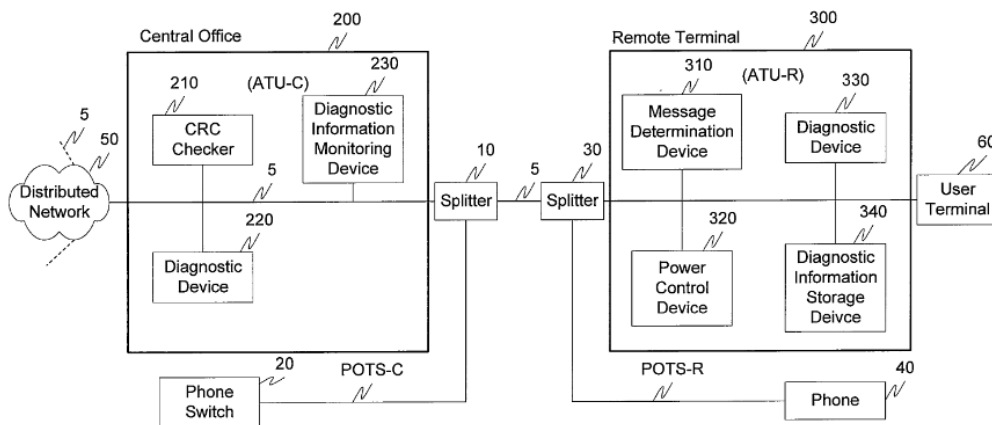 200
Central Office
300
Remote Terminal
5
50
210
(ATU-C)
230
CRC
Checker
Diagnostic
Information
Monitoring
Device
10
5
30
310
(ATU-R)
330
Message
Determination
Device
Diagnostic
Device
60
Distributed
Network
5
Splitter
Splitter
User
Terminal
220
Diagnostic
Device
320
Power
Control
Device
340
Diagnostic
Information
Storage
Deivce
20
POTS-C
Phone
Switch
POTS-R
40
Phone